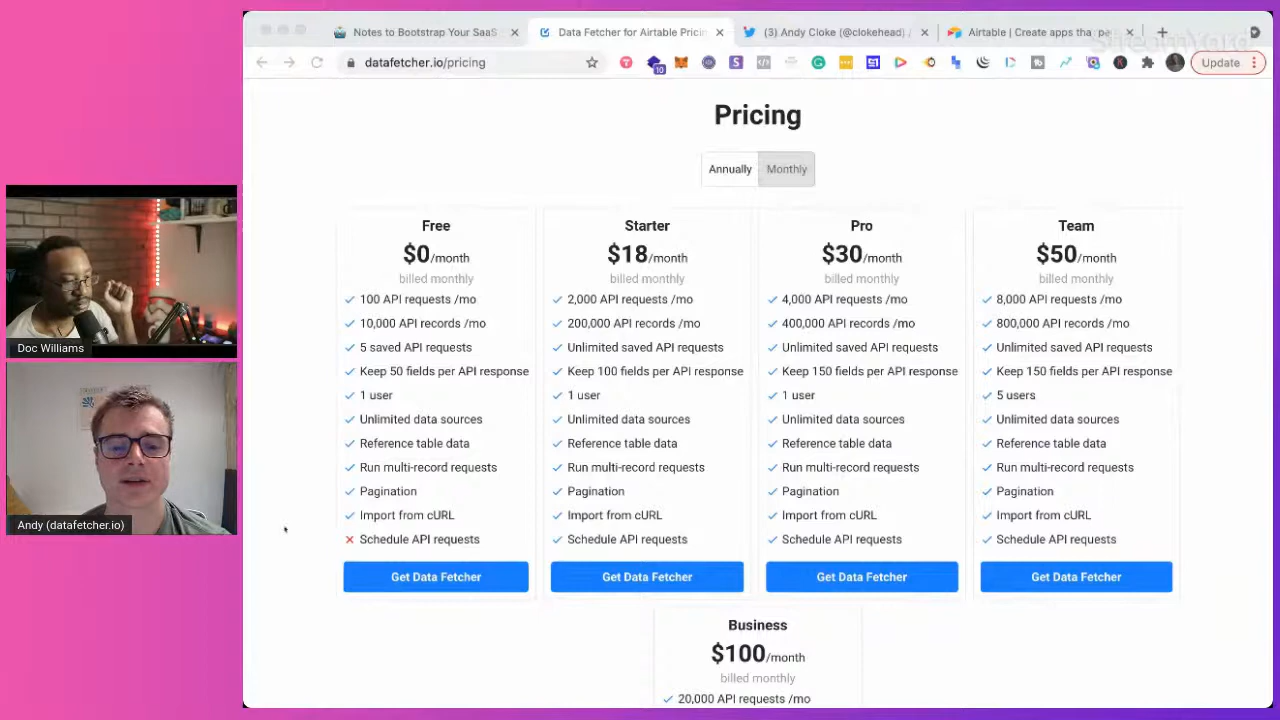 Notes to Bootstrap Your SaaS
Data Fetcher for Airtable Pricin
(3) Andy Cloke (@clokehead) /
Airtable | Create apps that pe
StreamYard
datafetcher.io/pricing
10
Update
Pricing
Annually
Monthly
Free
$0/month
billed monthly
100 API requests /mo
10,000 API records /mo
5 saved API requests
Keep 50 fields per API response
1 user
Unlimited data sources
Reference table data
Run multi-record requests
Pagination
Import from cURL
Schedule API requests
Get Data Fetcher
Starter
$18/month
billed monthly
2,000 API requests /mo
200,000 API records /mo
Unlimited saved API requests
Keep 100 fields per API response
1 user
Unlimited data sources
Reference table data
Run multi-record requests
Pagination
Import from cURL
Schedule API requests
Get Data Fetcher
Pro
$30/month
billed monthly
4,000 API requests /mo
400,000 API records /mo
Unlimited saved API requests
Keep 150 fields per API response
1 user
Unlimited data sources
Reference table data
Run multi-record requests
Pagination
Import from cURL
Schedule API requests
Get Data Fetcher
Team
$50/month
billed monthly
8,000 API requests /mo
800,000 API records /mo
Unlimited saved API requests
Keep 150 fields per API response
5 users
Unlimited data sources
Reference table data
Run multi-record requests
Pagination
Import from cURL
Schedule API requests
Get Data Fetcher
Business
$100/month
billed monthly
20,000 API requests /mo
Doc Williams
Andy (datafetcher.io)